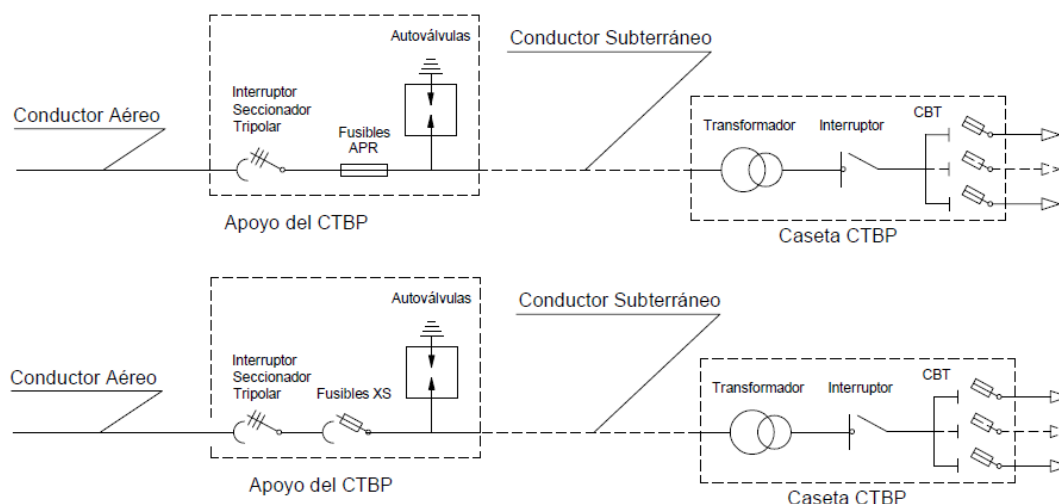 Autoválvulas
Conductor Subterráneo
Interruptor
Seccionador
Tripolar
Conductor Aéreo
Fusibles
APR
Transformador
Interruptor
CBT
Apoyo del CTBP
Caseta CTBP
Autoválvulas
Conductor Subterráneo
Interruptor
Seccionador
Tripolar
Conductor Aéreo
Fusibles XS
Transformador
Interruptor
CBT
Apoyo del CTBP
Caseta CTBP